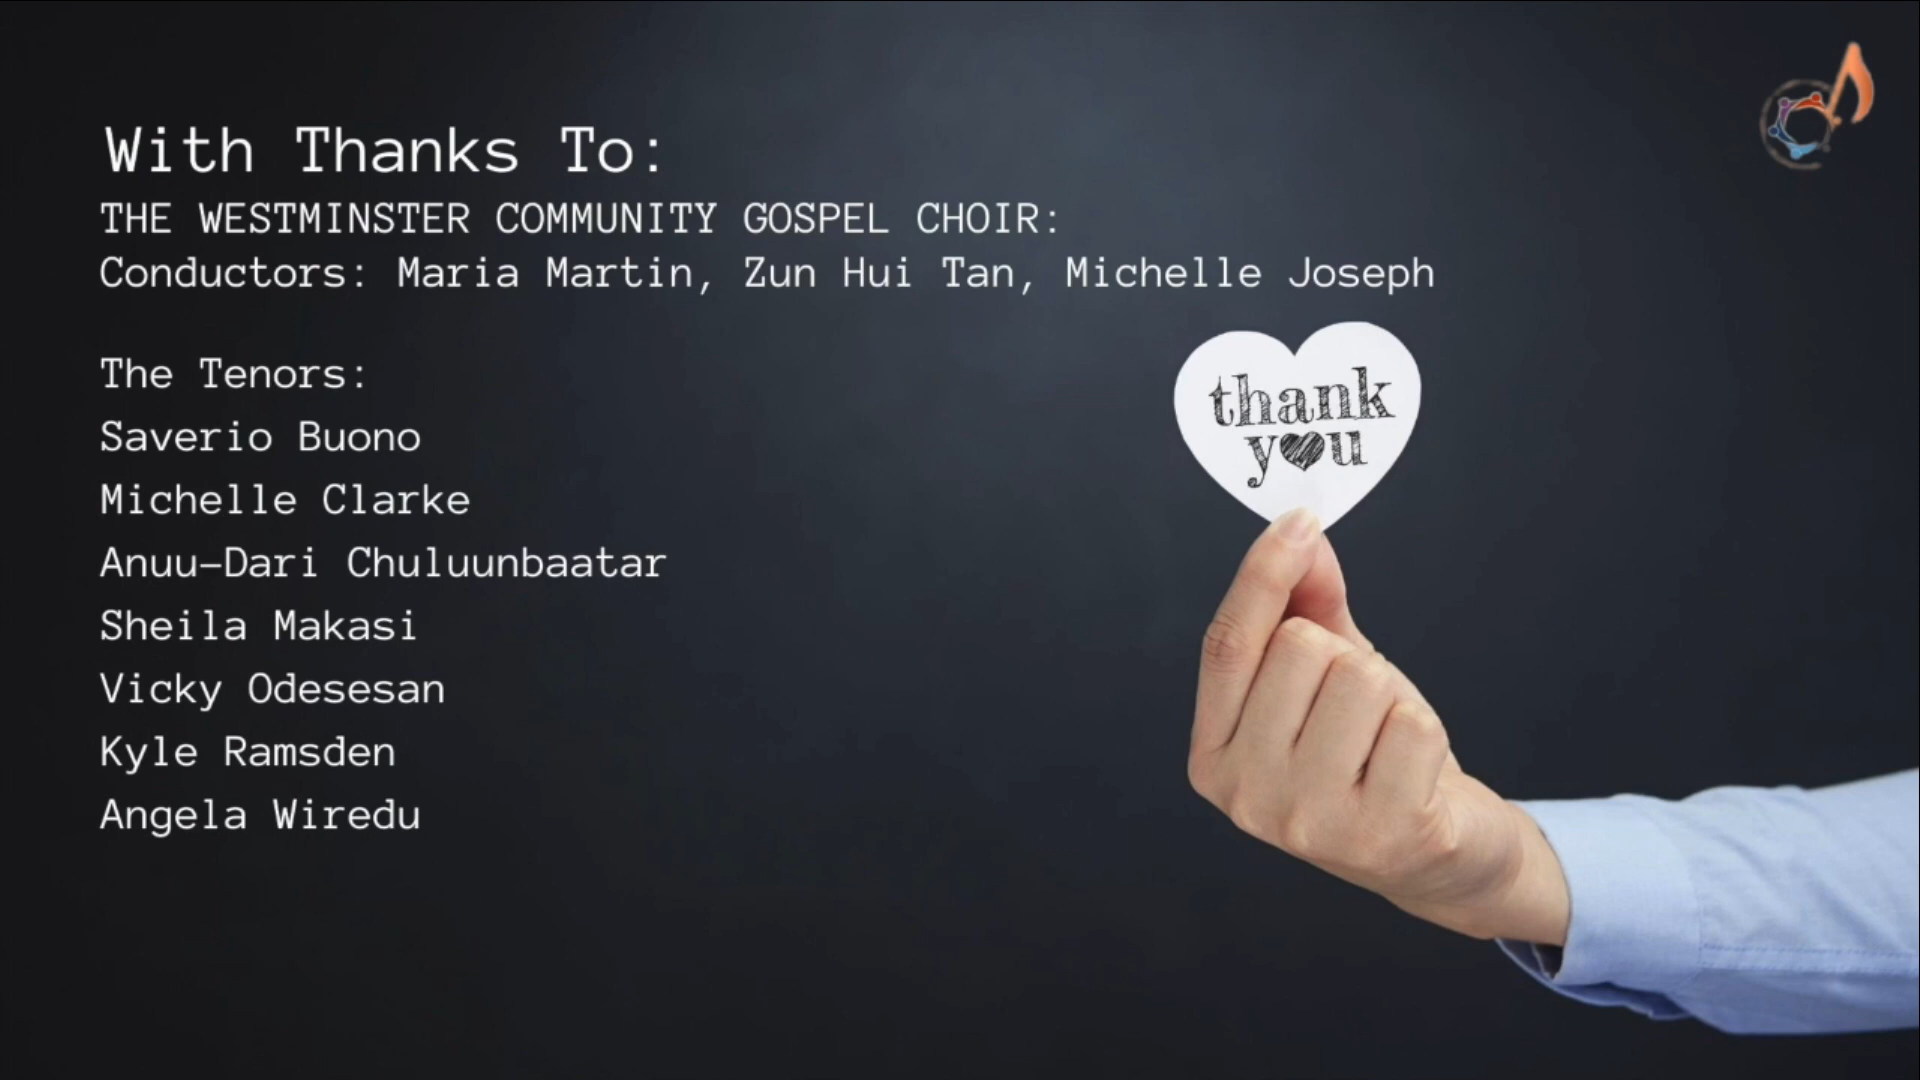 With Thanks To:
THE WESTMINSTER COMMUNITY GOSPEL CHOIR:
Conductors: Maria Martin, Zun Hui Tan, Michelle Joseph
The Tenors:
Saverio Buono
Michelle Clarke
Anuu-Dari Chuluunbaatar
Sheila Makasi
Vicky Odesesan
Kyle Ramsden
Angela Wiredu
thank
you